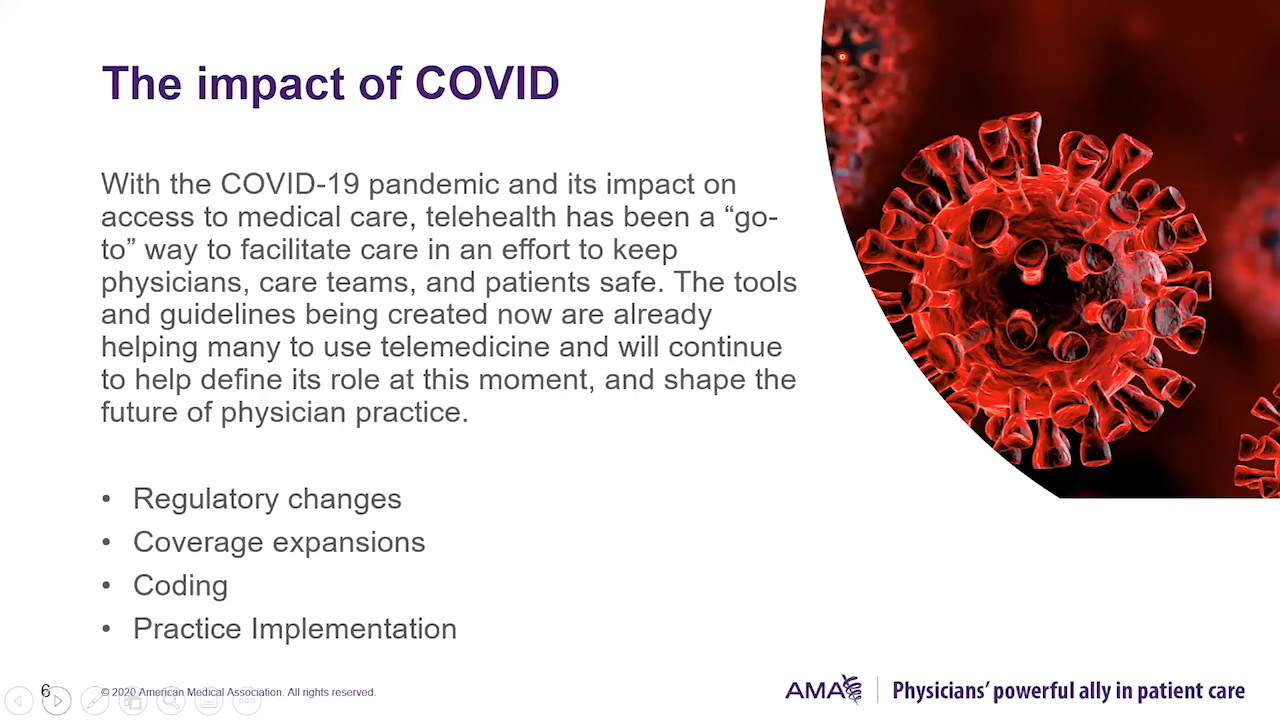 The impact of COVID
With the COVID-19 pandemic and its impact on
access to medical care, telehealth has been a “go-
to” way to facilitate care in an effort to keep
physicians, care teams, and patients safe. The tools
and guidelines being created now are already
helping many to use telemedicine and will continue
to help define its role at this moment, and shape the
future of physician practice.
• Regulatory changes
• Coverage expansions
• Coding
• Practice Implementation
6
© 2020 American Medical Association. All rights reserved.
AMA
Physicians’ powerful ally in patient care